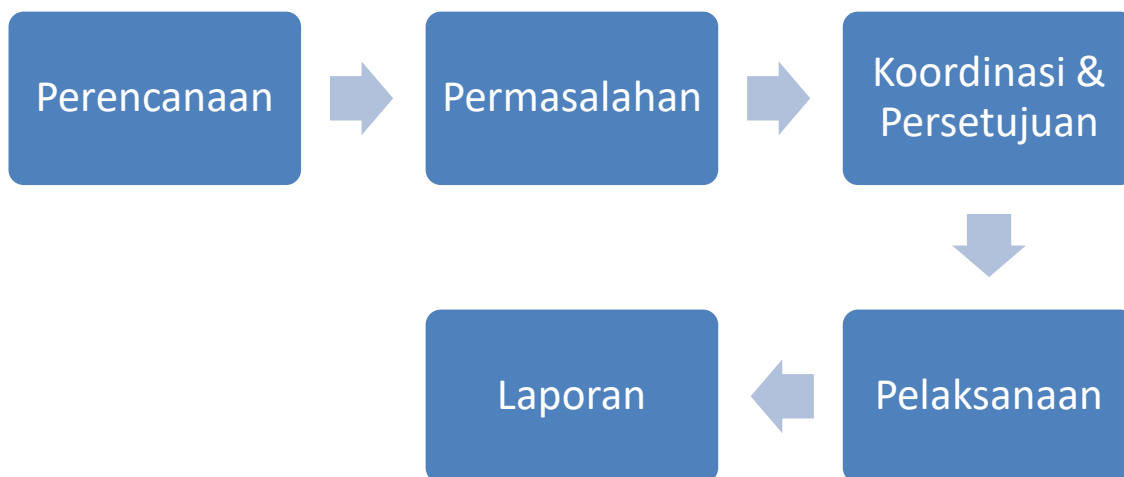 Perencanaan
Permasalahan
Koordinasi &
Persetujuan
Pelaksanaan
Laporan